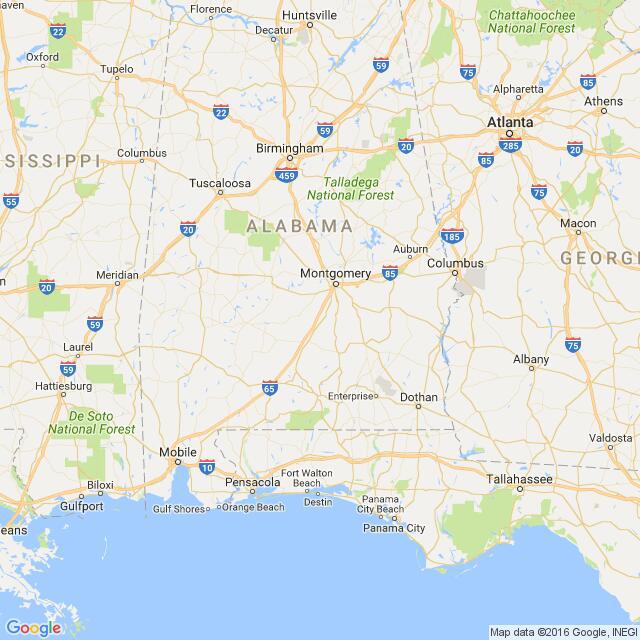 Florence
Huntsville
Chattahoochee
National Forest
aven
22
Decatur
Oxford
59
75
Tupelo
85
Alpharetta
22
Athens
59
Atlanta
Columbus
Birmingham
20
285
20
SISSIPPI
459
85
55
Tuscaloosa
Talladega
National Forest
75
ALABAMA
20
185
Macon
Auburn
GEORGI
Meridian
Montgomery
85
Columbus
20
59
Laurel
75
59
Albany
Hattiesburg
65
Enterprise
Dothan
De Soto
National Forest
Valdosta
Mobile
10
Fort Walton
Beach
Tallahassee
Biloxi
Pensacola
Gulfport
Gulf Shores
Orange Beach
Destin
Panama
City Beach
Panama City
eans
Google
Map data ©2016 Google, INEGI